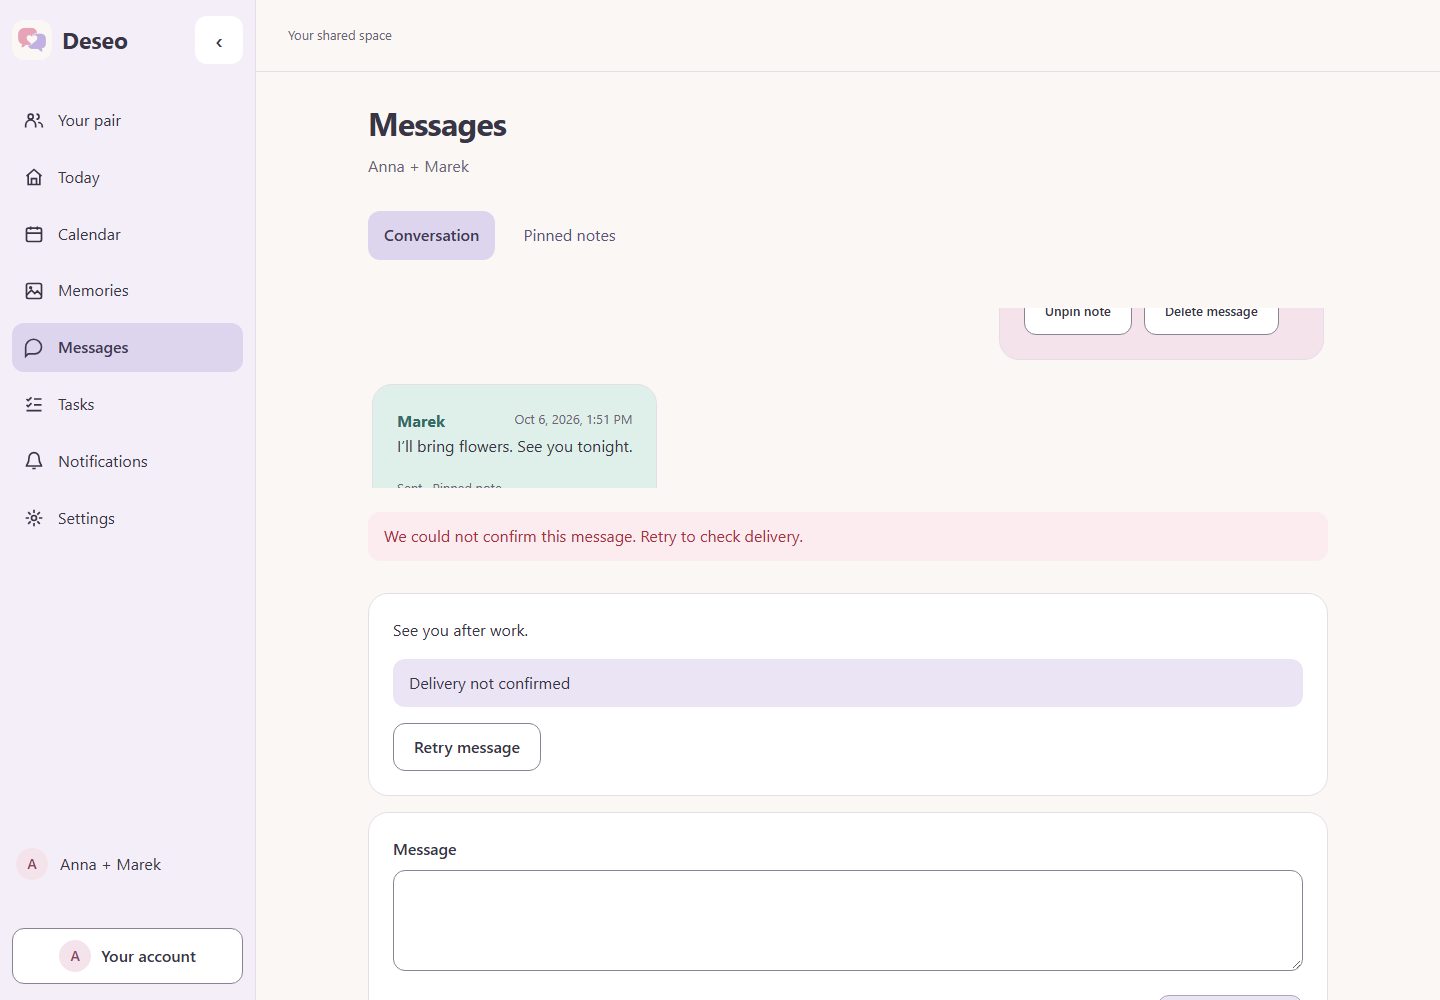 Deseo
‹
Your pair
Today
Calendar
Memories
Messages
Tasks
Notifications
Settings
A Anna + Marek
A Your account
Your shared space
Messages
Anna + Marek
Conversation Pinned notes
Unpin note Delete message
Marek Oct 6, 2026, 1:51 PM
I’ll bring flowers. See you tonight.
Sent · Pinned note
We could not confirm this message. Retry to check delivery.
See you after work.
Delivery not confirmed
Retry message
Message